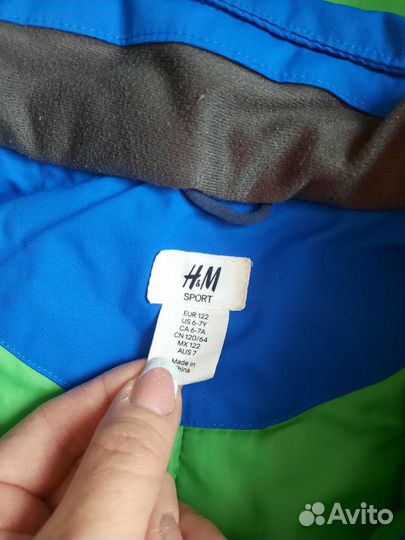 H&M
SPORT
EUR 122
US 6-7Y
CA 6-7A
CN 120/64
MX 122
AUS 7
Made in
China
Avito